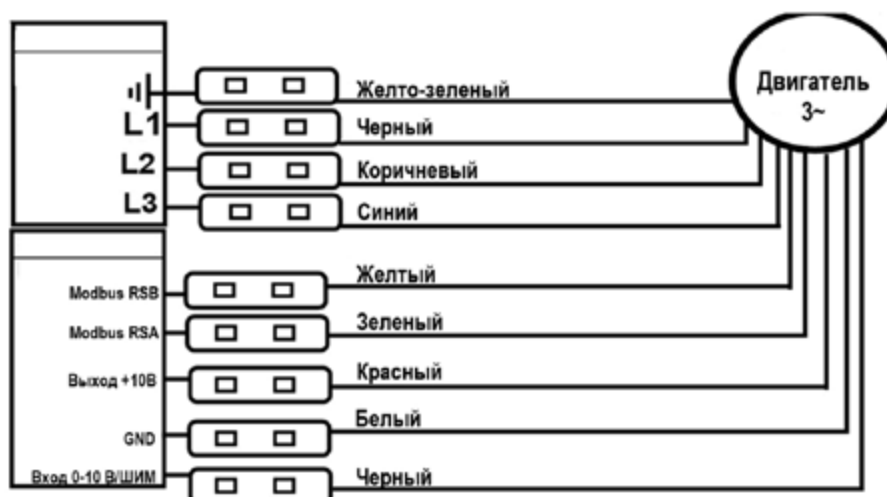 Двигатель
3~
Желто-зеленый
L1 Черный
L2 Коричневый
L3 Синий
Modbus RSB Желтый
Modbus RSA Зеленый
Выход +10В Красный
GND Белый
Вход 0-10 В/ШИМ Черный